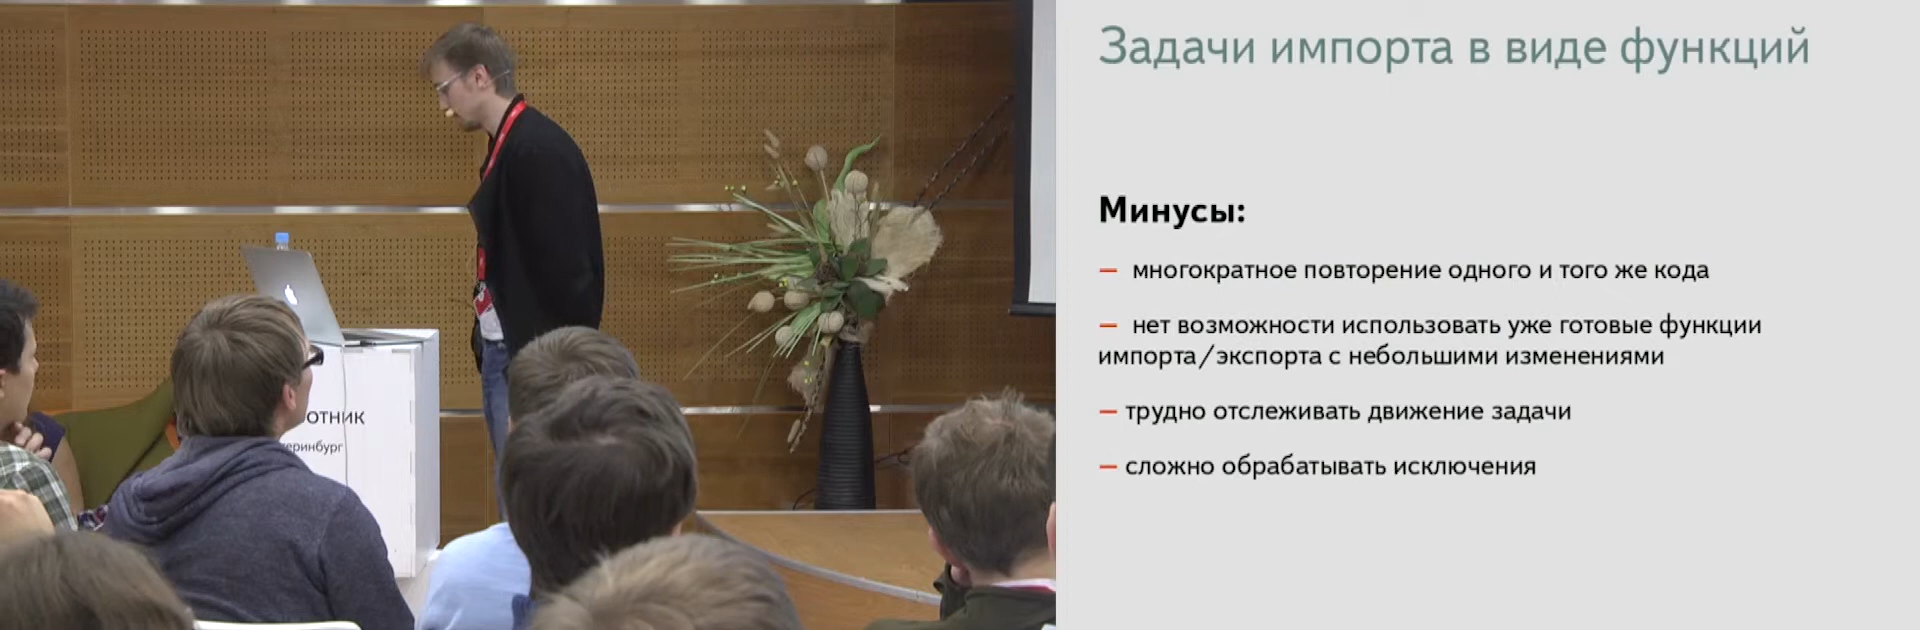 Задачи импорта в виде функций
Минусы:
— многократное повторение одного и того же кода
— нет возможности использовать уже готовые функции
импорта/экспорта с небольшими изменениями
— трудно отслеживать движение задачи
— сложно обрабатывать исключения
ОТНИК
еринбург